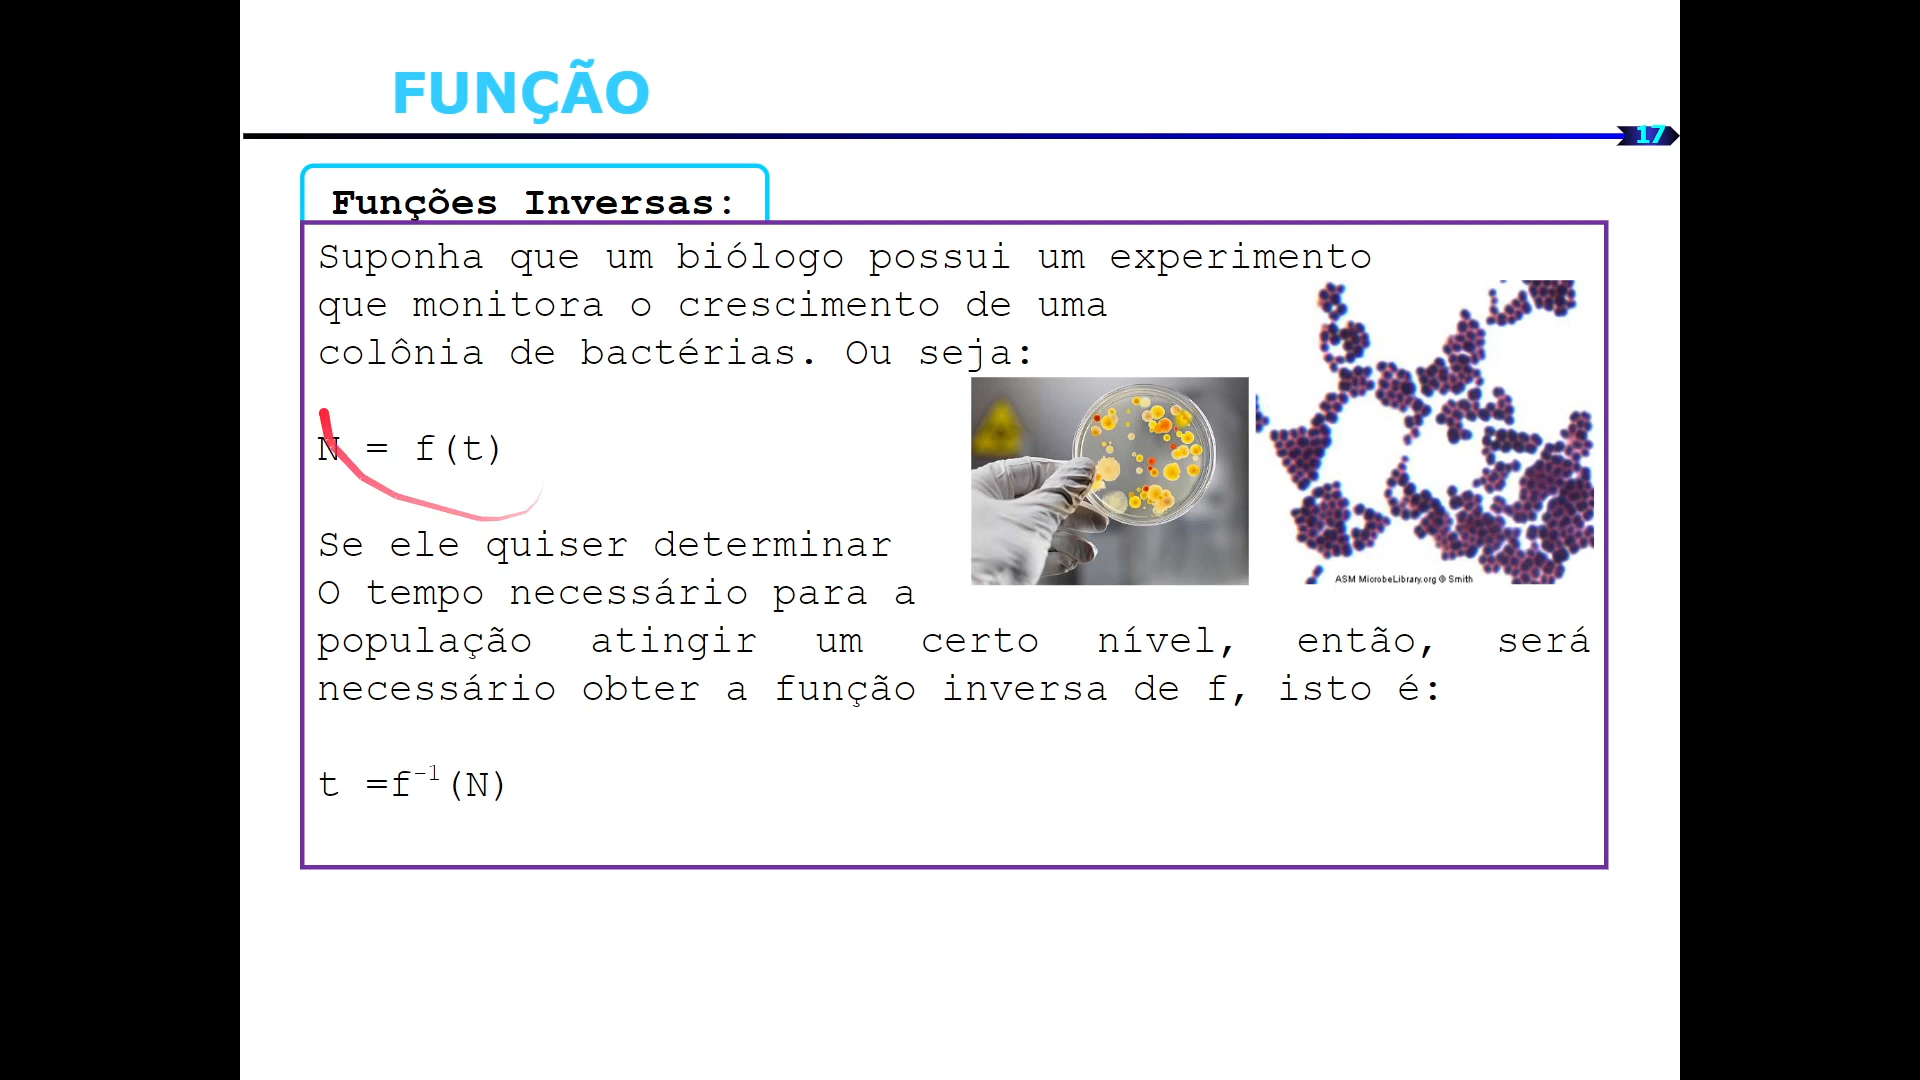 FUNÇÃO
17
Funções Inversas:
Suponha que um biólogo possui um experimento
que monitora o crescimento de uma
colônia de bactérias. Ou seja:
N = f(t)
Se ele quiser determinar
O tempo necessário para a
população atingir um certo nível, então, será
necessário obter a função inversa de f, isto é:
t =f⁻¹(N)
ASM MicrobeLibrary.org © Smith